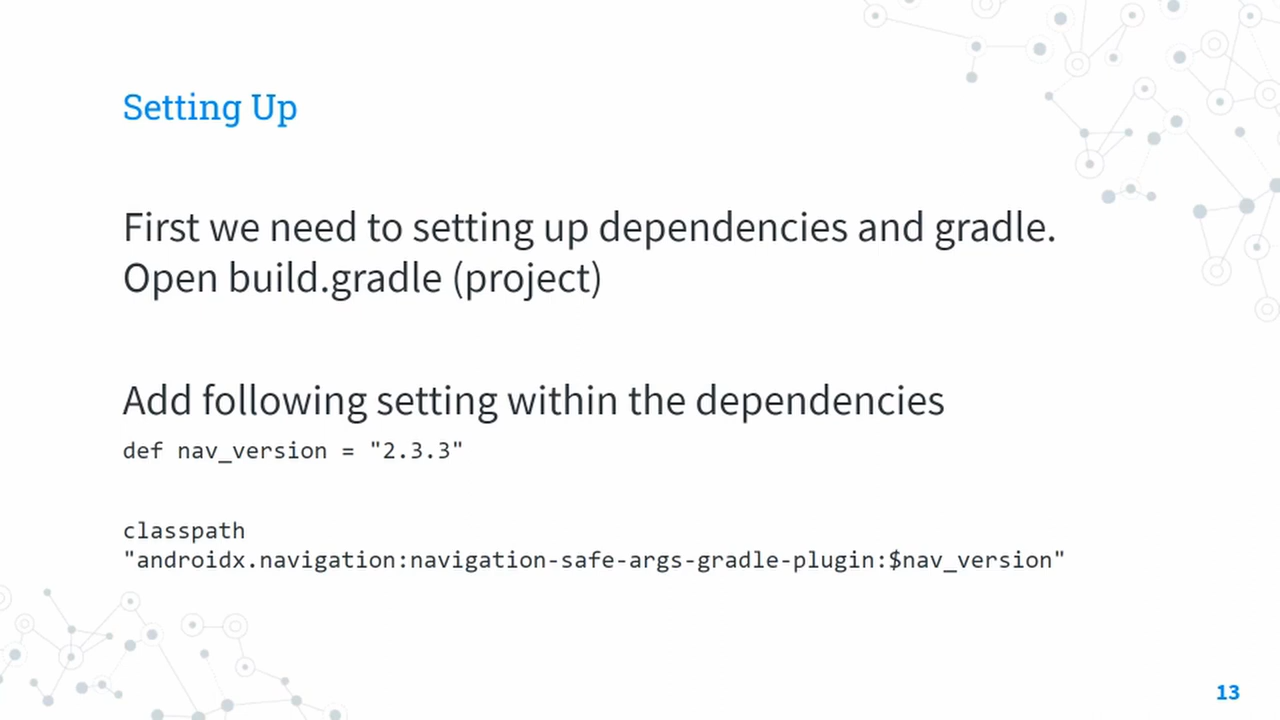 Setting Up
First we need to setting up dependencies and gradle.
Open build.gradle (project)
Add following setting within the dependencies
def nav_version = "2.3.3"
classpath
"androidx.navigation:navigation-safe-args-gradle-plugin:$nav_version"
13